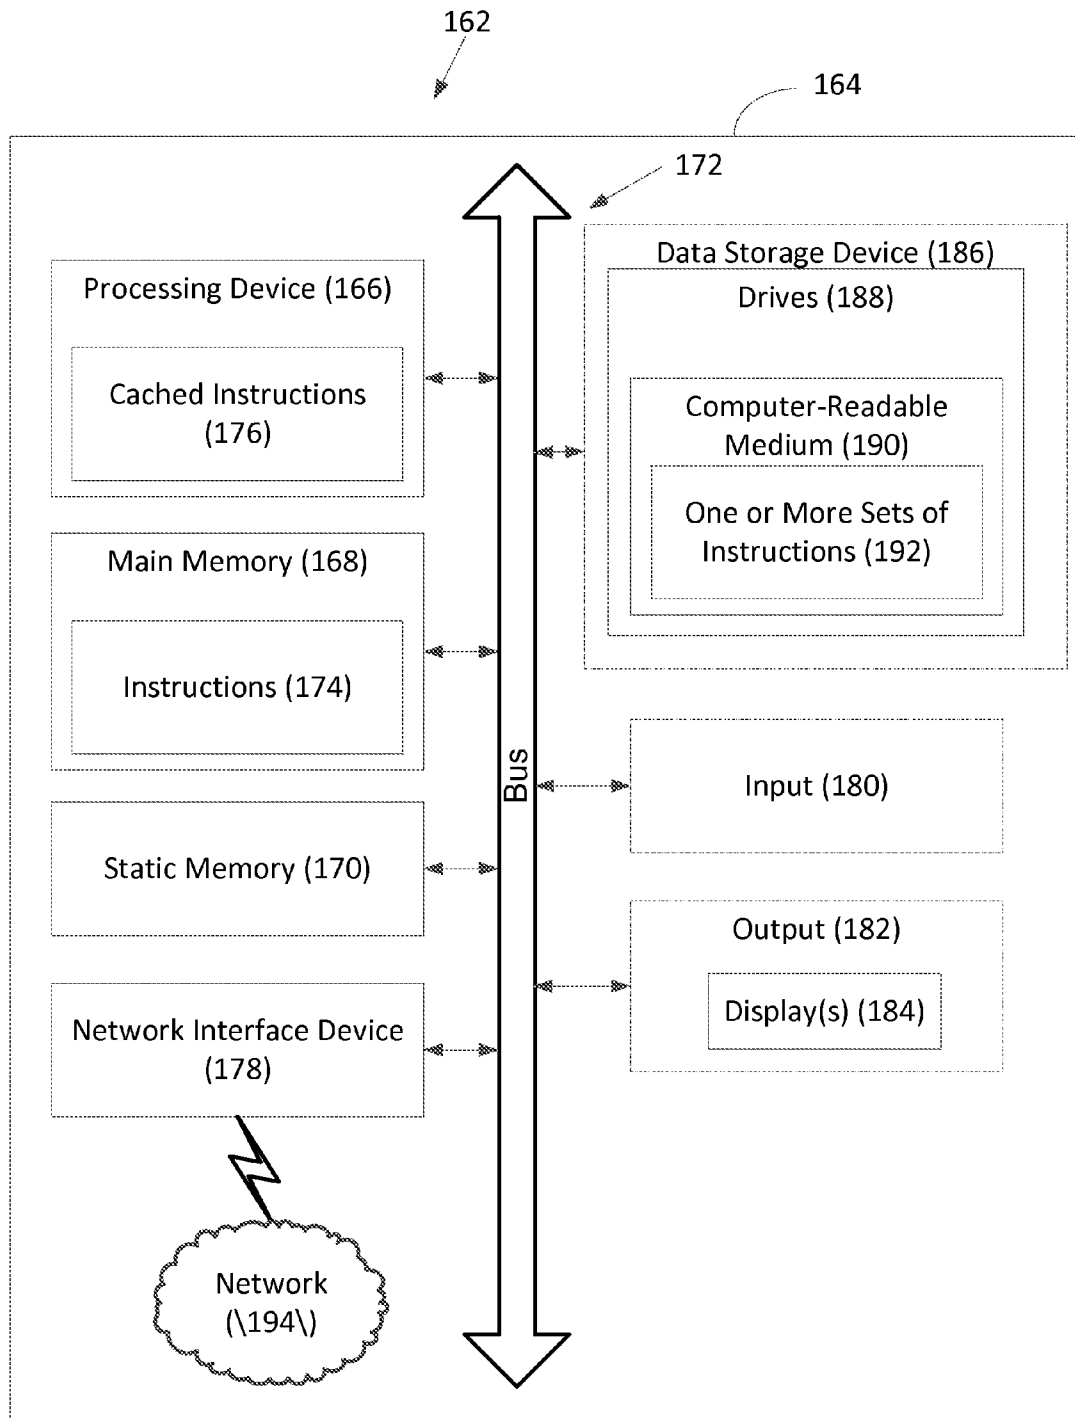 162
164
172
Processing Device (166)
Cached Instructions
(176)
Main Memory (168)
Instructions (174)
Static Memory (170)
Network Interface Device
(178)
Network
(\194\)
Bus
Data Storage Device (186)
Drives (188)
Computer-Readable
Medium (190)
One or More Sets of
Instructions (192)
Input (180)
Output (182)
Display(s) (184)